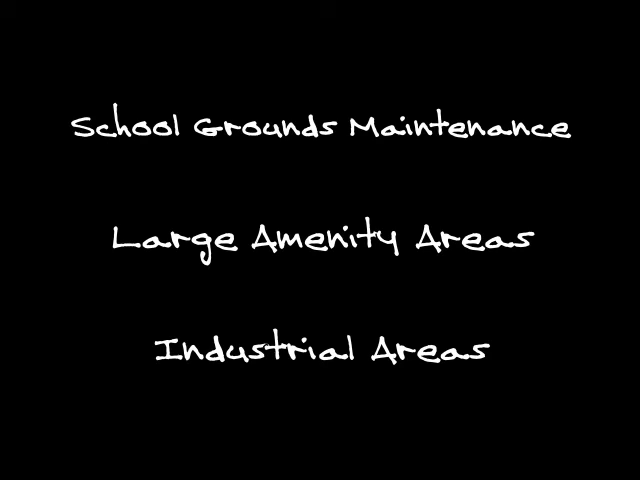 School Grounds Maintenance
Large Amenity Areas
Industrial Areas